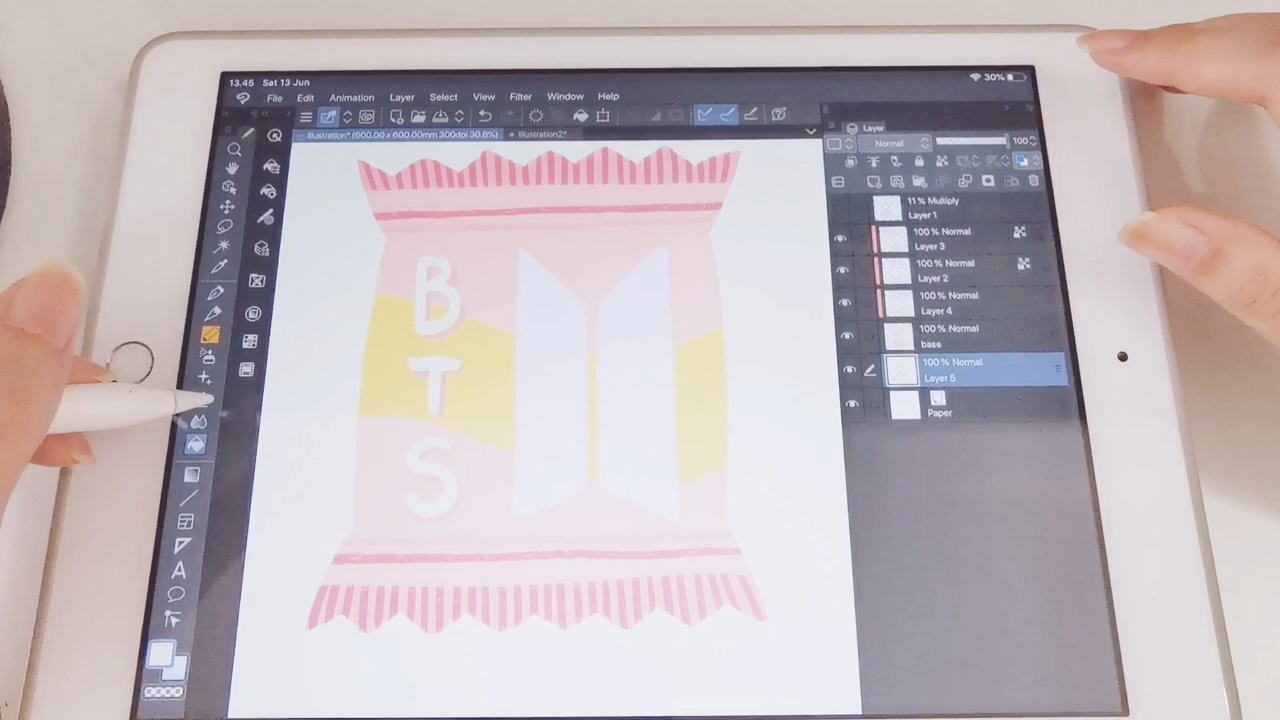 13.45 Sat 13 Jun
30%
File Edit Animation Layer Select View Filter Window Help
Illustration* (600.00 x 600.00mm 300dpi 30.8%)
Illustration2*
Layer
Normal
100
11 % Multiply
Layer 1
100 % Normal
Layer 3
100 % Normal
Layer 2
100 % Normal
Layer 4
100 % Normal
base
100 % Normal
Layer 5
Paper
A
B
T
S